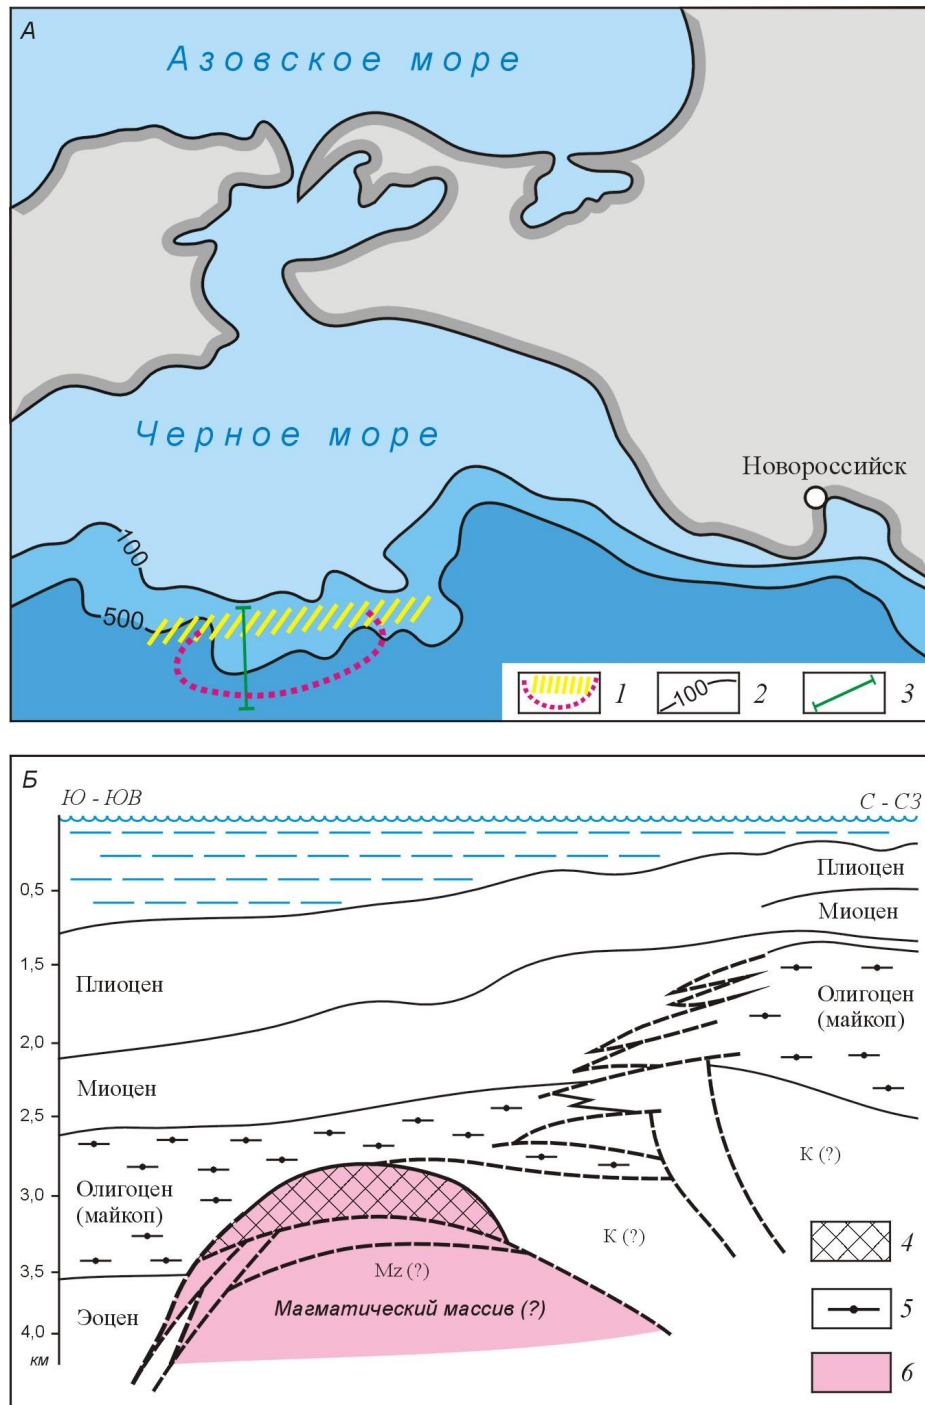 А
Азовское море
Черное море
Новороссийск
100
500
1
-100-
2
3
Б
Ю - ЮВ
С - СЗ
Плиоцен
0,5
Миоцен
1,5
Плиоцен
Олигоцен
(майкоп)
2,0
Миоцен
2,5
К (?)
3,0
Олигоцен
(майкоп)
К (?)
4
3,5
Mz (?)
Магматический массив (?)
Эоцен
5
4,0
км
6